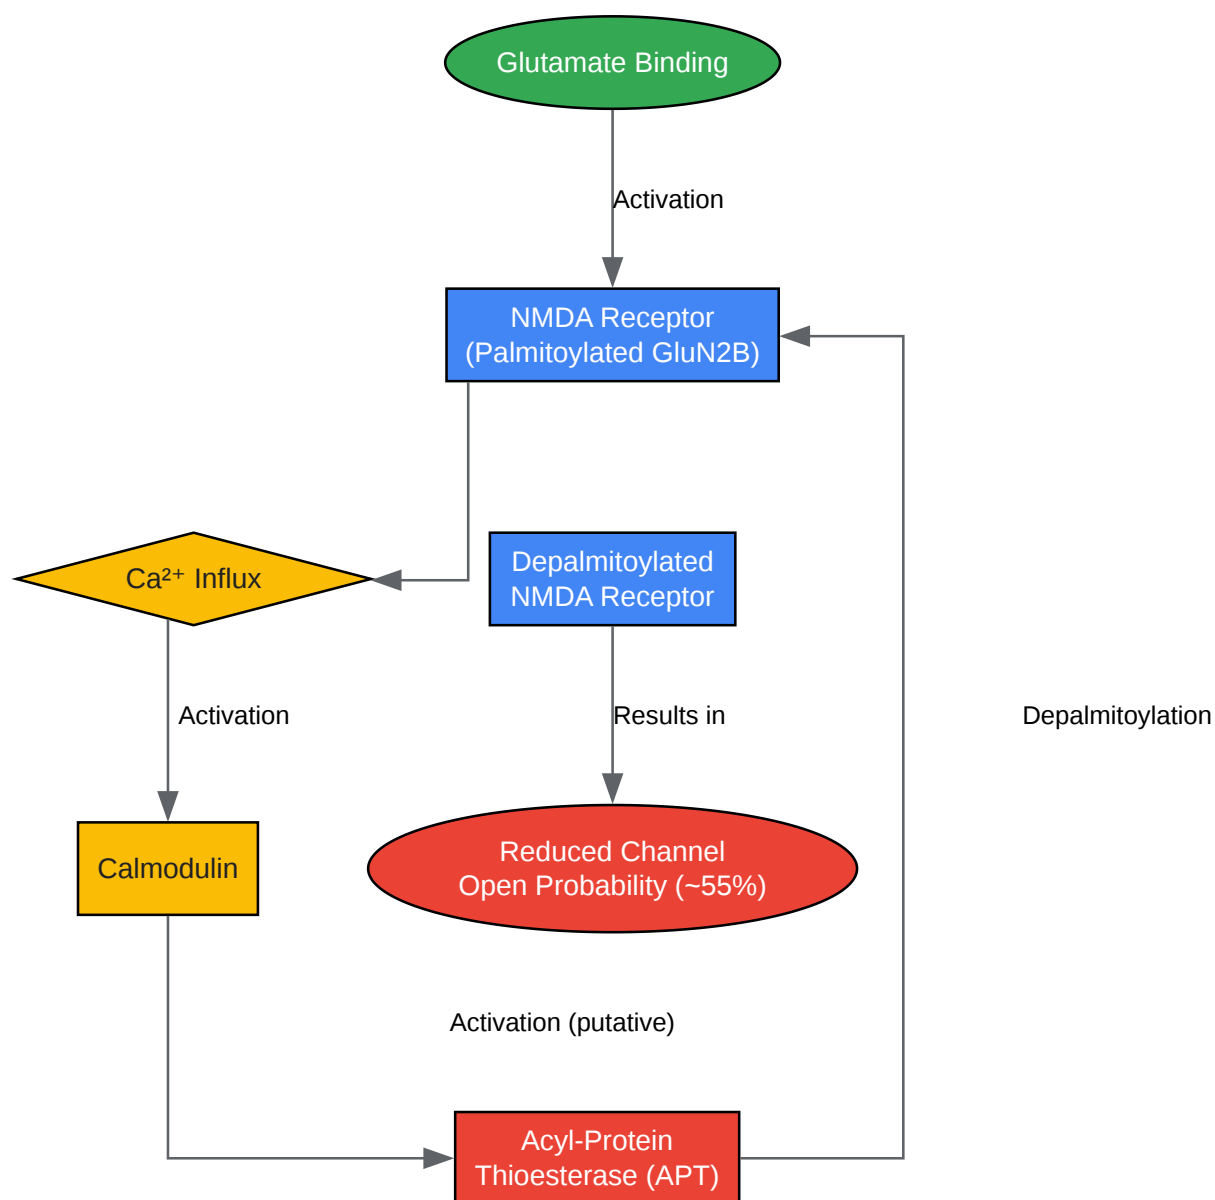 Glutamate Binding
Activation
NMDA Receptor
(Palmitoylated GluN2B)
Ca²⁺ Influx
Depalmitoylated
NMDA Receptor
Activation
Results in
Depalmitoylation
Calmodulin
Reduced Channel
Open Probability (~55%)
Activation (putative)
Acyl-Protein
Thioesterase (APT)